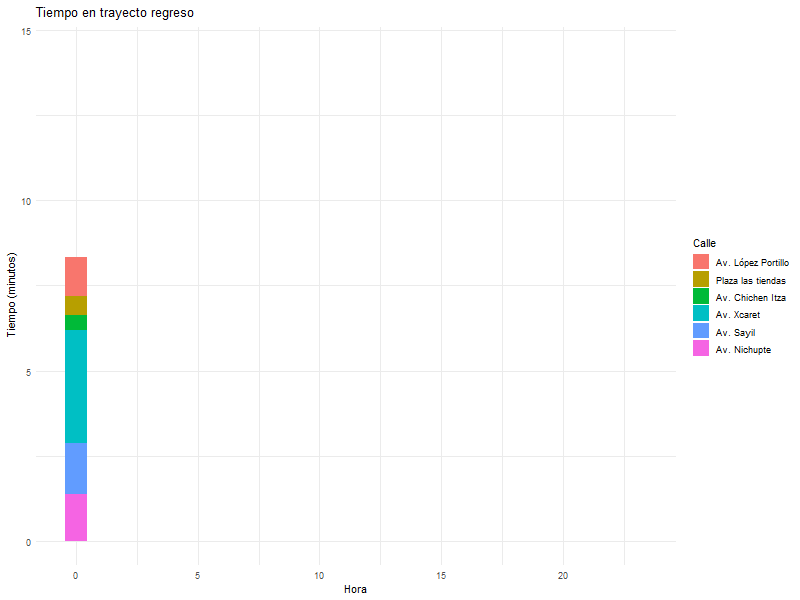 Tiempo en trayecto regreso
15
10
5
0
Tiempo (minutos)
0 5 10 15 20
Hora
Calle
Av. López Portillo
Plaza las tiendas
Av. Chichen Itza
Av. Xcaret
Av. Sayil
Av. Nichupte